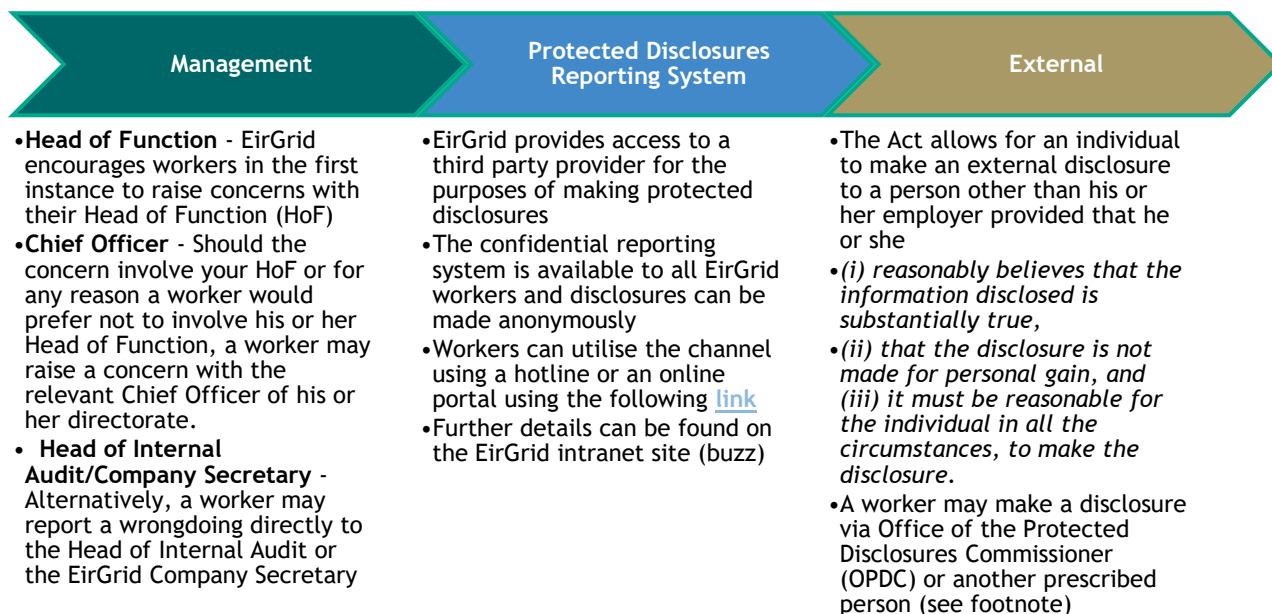 Management
Protected Disclosures
Reporting System
External
•Head of Function - EirGrid
encourages workers in the first
instance to raise concerns with
their Head of Function (HoF)
•Chief Officer - Should the
concern involve your HoF or for
any reason a worker would
prefer not to involve his or her
Head of Function, a worker may
raise a concern with the
relevant Chief Officer of his or
her directorate.
• Head of Internal
Audit/Company Secretary -
Alternatively, a worker may
report a wrongdoing directly to
the Head of Internal Audit or
the EirGrid Company Secretary
•EirGrid provides access to a
third party provider for the
purposes of making protected
disclosures
•The confidential reporting
system is available to all EirGrid
workers and disclosures can be
made anonymously
•Workers can utilise the channel
using a hotline or an online
portal using the following link
•Further details can be found on
the EirGrid intranet site (buzz)
•The Act allows for an individual
to make an external disclosure
to a person other than his or
her employer provided that he
or she
•(i) reasonably believes that the
information disclosed is
substantially true,
•(ii) that the disclosure is not
made for personal gain, and
(iii) it must be reasonable for
the individual in all the
circumstances, to make the
disclosure.
•A worker may make a disclosure
via Office of the Protected
Disclosures Commissioner
(OPDC) or another prescribed
person (see footnote)